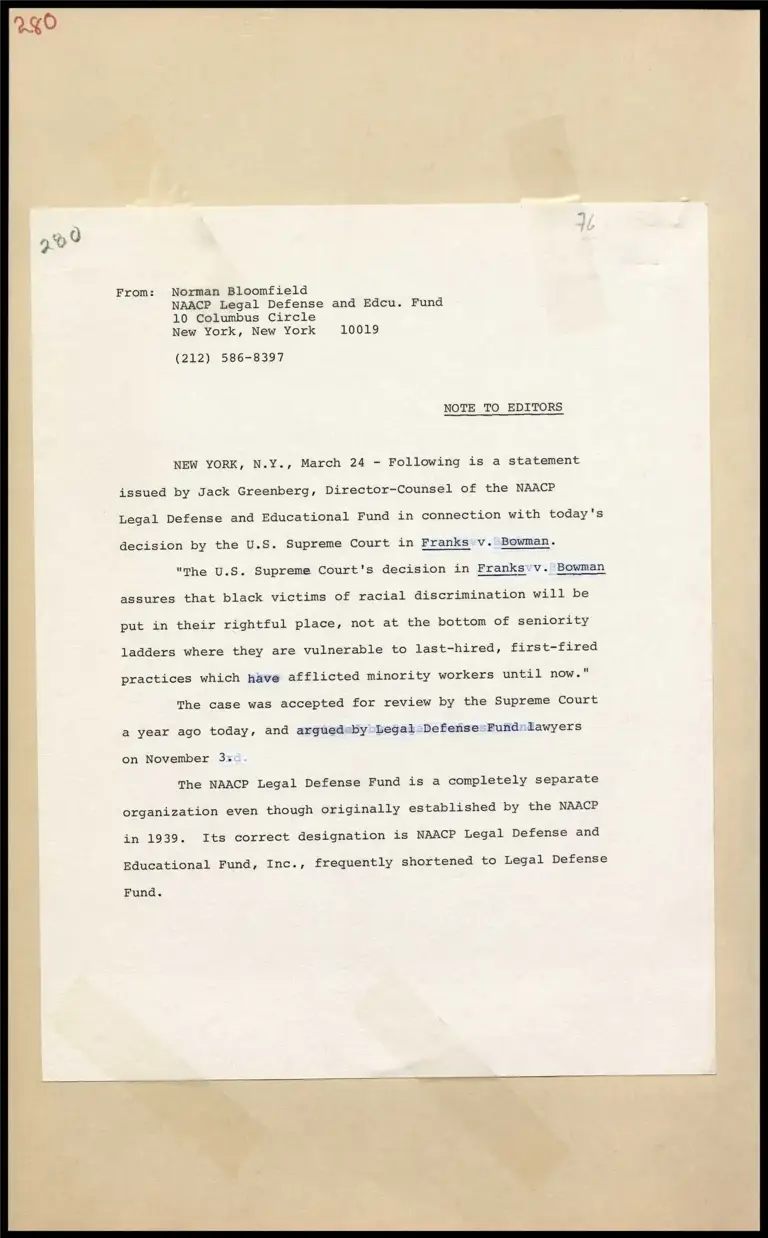 280
280
76
From: Norman Bloomfield
NAACP Legal Defense and Edcu. Fund
10 Columbus Circle
New York, New York 10019
(212) 586-8397
NOTE TO EDITORS
NEW YORK, N.Y., March 24 - Following is a statement
issued by Jack Greenberg, Director-Counsel of the NAACP
Legal Defense and Educational Fund in connection with today's
decision by the U.S. Supreme Court in Franks v. Bowman.
"The U.S. Supreme Court's decision in Franks v. Bowman
assures that black victims of racial discrimination will be
put in their rightful place, not at the bottom of seniority
ladders where they are vulnerable to last-hired, first-fired
practices which have afflicted minority workers until now."
The case was accepted for review by the Supreme Court
a year ago today, and argued by Legal Defense Fund lawyers
on November 3.
The NAACP Legal Defense Fund is a completely separate
organization even though originally established by the NAACP
in 1939. Its correct designation is NAACP Legal Defense and
Educational Fund, Inc., frequently shortened to Legal Defense
Fund.